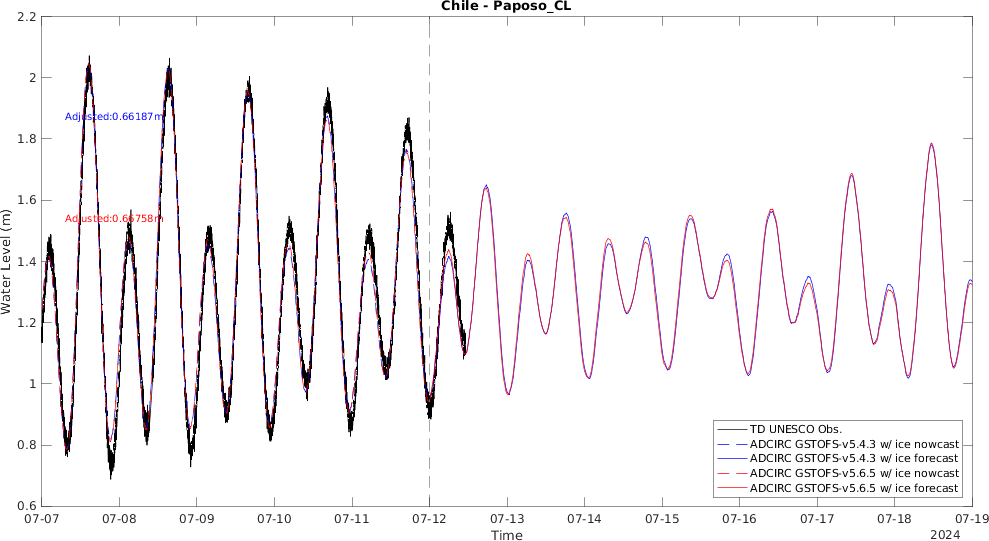 Chile - Paposo_CL
Water Level (m)
2.2
2
1.8
1.6
1.4
1.2
1
0.8
0.6
Adjusted:0.66187m
Adjusted:0.66758m
TD UNESCO Obs.
ADCIRC GSTOFS-v5.4.3 w/ ice nowcast
ADCIRC GSTOFS-v5.4.3 w/ ice forecast
ADCIRC GSTOFS-v5.6.5 w/ ice nowcast
ADCIRC GSTOFS-v5.6.5 w/ ice forecast
07-07 07-08 07-09 07-10 07-11 07-12 07-13 07-14 07-15 07-16 07-17 07-18 07-19
Time
2024